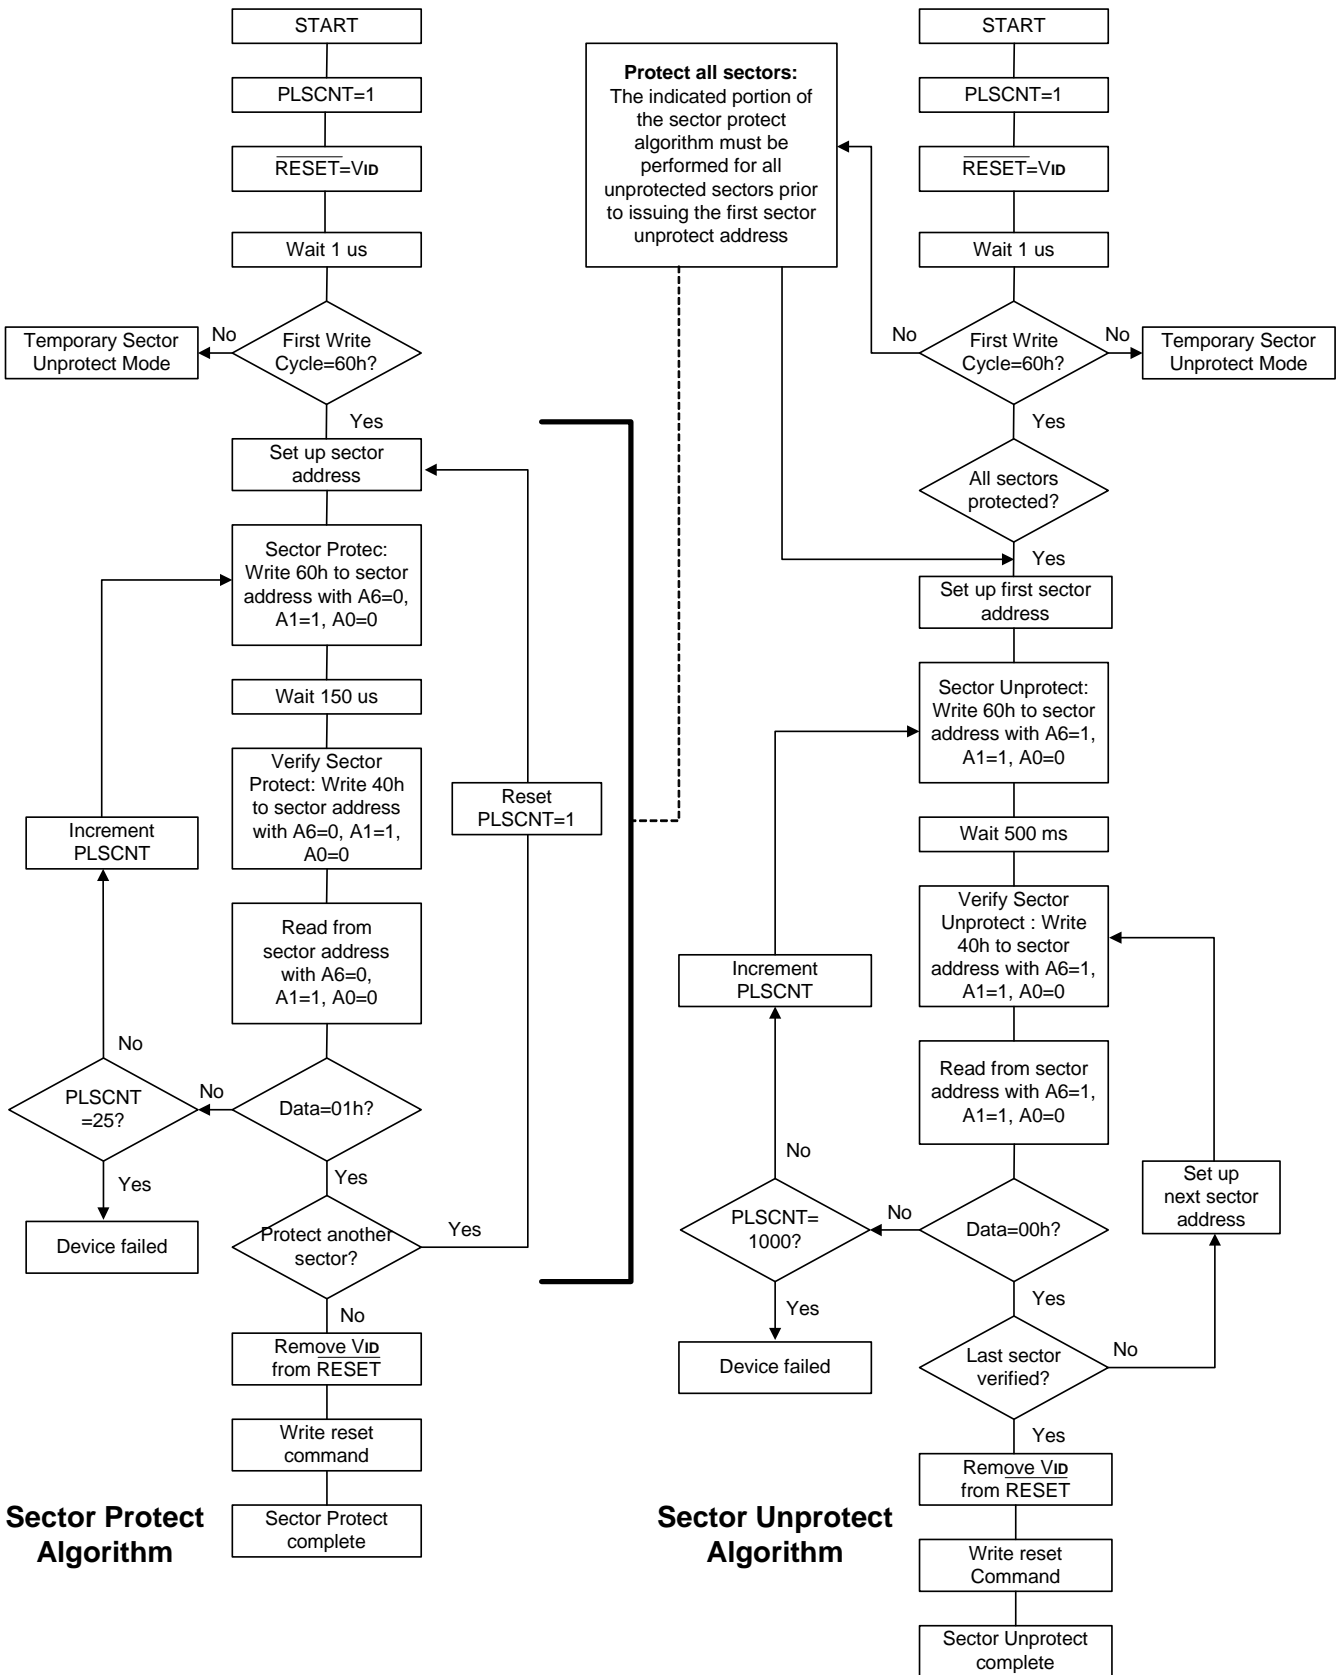 START
PLSCNT=1
RESET=VID
Wait 1 us
First Write
Cycle=60h?
No
Temporary Sector
Unprotect Mode
Yes
Set up sector
address
Sector Protec:
Write 60h to sector
address with A6=0,
A1=1, A0=0
Wait 150 us
Verify Sector
Protect: Write 40h
to sector address
with A6=0, A1=1,
A0=0
Reset
PLSCNT=1
Increment
PLSCNT
Read from
sector address
with A6=0,
A1=1, A0=0
No
PLSCNT
=25?
No
Data=01h?
Yes
Device failed
Yes
Protect another
sector?
Yes
No
Remove VID
from RESET
Write reset
command
Sector Protect
complete
Sector Protect
Algorithm
Protect all sectors:
The indicated portion of
the sector protect
algorithm must be
performed for all
unprotected sectors prior
to issuing the first sector
unprotect address
START
PLSCNT=1
RESET=VID
Wait 1 us
No
First Write
Cycle=60h?
No
Temporary Sector
Unprotect Mode
Yes
All sectors
protected?
Yes
Set up first sector
address
Sector Unprotect:
Write 60h to sector
address with A6=1,
A1=1, A0=0
Wait 500 ms
Verify Sector
Unprotect : Write
40h to sector
address with A6=1,
A1=1, A0=0
Increment
PLSCNT
Read from sector
address with A6=1,
A1=1, A0=0
No
PLSCNT=
1000?
No
Data=00h?
Set up
next sector
address
Yes
Device failed
Yes
Last sector
verified?
No
Yes
Remove VID
from RESET
Write reset
Command
Sector Unprotect
complete
Sector Unprotect
Algorithm